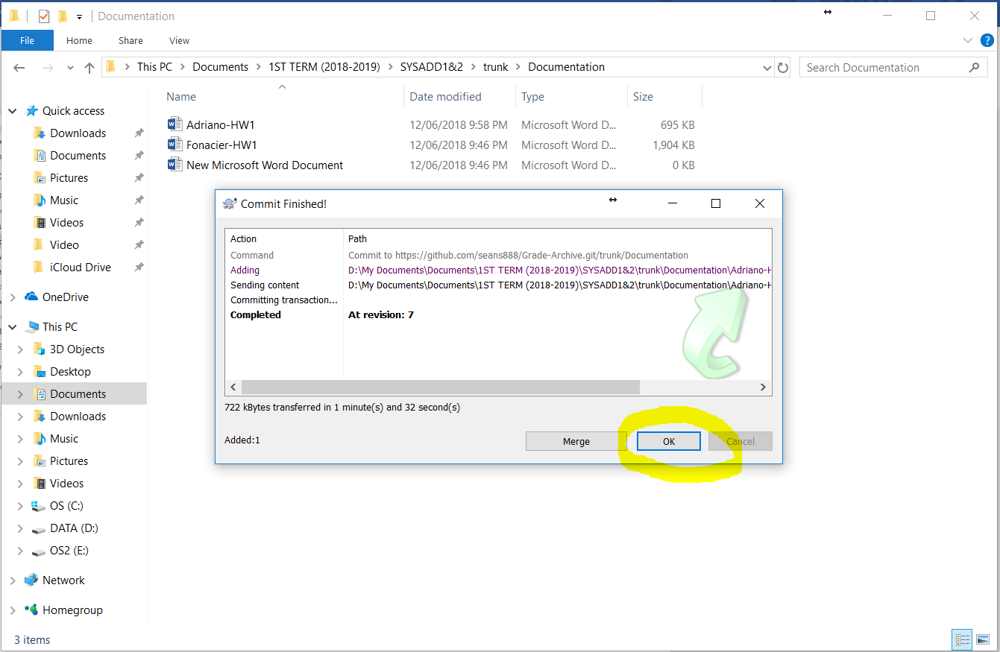 Documentation
File Home Share View
This PC Documents 1ST TERM (2018-2019) SYSADD1&2 trunk Documentation
Search Documentation
Name Date modified Type Size
Adriano-HW1 12/06/2018 9:58 PM Microsoft Word D... 695 KB
Fonacier-HW1 12/06/2018 9:46 PM Microsoft Word D... 1,904 KB
New Microsoft Word Document 12/06/2018 9:46 PM Microsoft Word D... 0 KB
Quick access
Downloads
Documents
Pictures
Music
Videos
Video
iCloud Drive
OneDrive
This PC
3D Objects
Desktop
Documents
Downloads
Music
Pictures
Videos
OS (C:)
DATA (D:)
OS2 (E:)
Network
Homegroup
3 items
Commit Finished!
Action Path
Command Commit to https://github.com/seans888/Grade-Archive.git/trunk/Documentation
Adding D:\My Documents\Documents\1ST TERM (2018-2019)\SYSADD1&2\trunk\Documentation\Adriano-H
Sending content D:\My Documents\Documents\1ST TERM (2018-2019)\SYSADD1&2\trunk\Documentation\Adriano-H
Committing transaction...
Completed At revision: 7
722 kBytes transferred in 1 minute(s) and 32 second(s)
Added:1
Merge OK Cancel